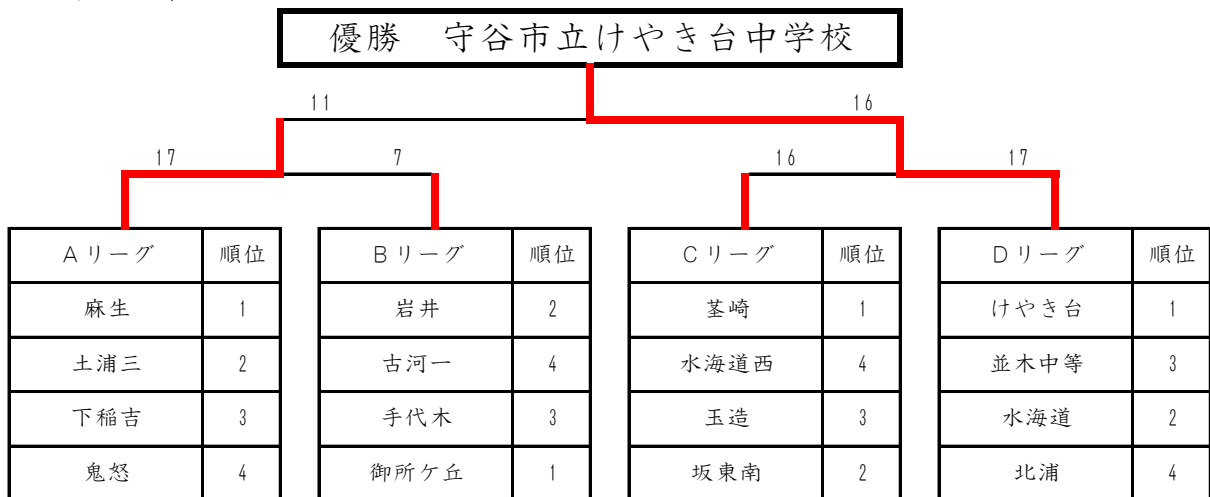 優勝　守谷市立けやき台中学校
11 16
17 7 16 17
Aリーグ 順位 Bリーグ 順位 Cリーグ 順位 Dリーグ 順位
麻生 1 岩井 2 茎崎 1 けやき台 1
土浦三 2 古河一 4 水海道西 4 並木中等 3
下稲吉 3 手代木 3 玉造 3 水海道 2
鬼怒 4 御所ケ丘 1 坂東南 2 北浦 4